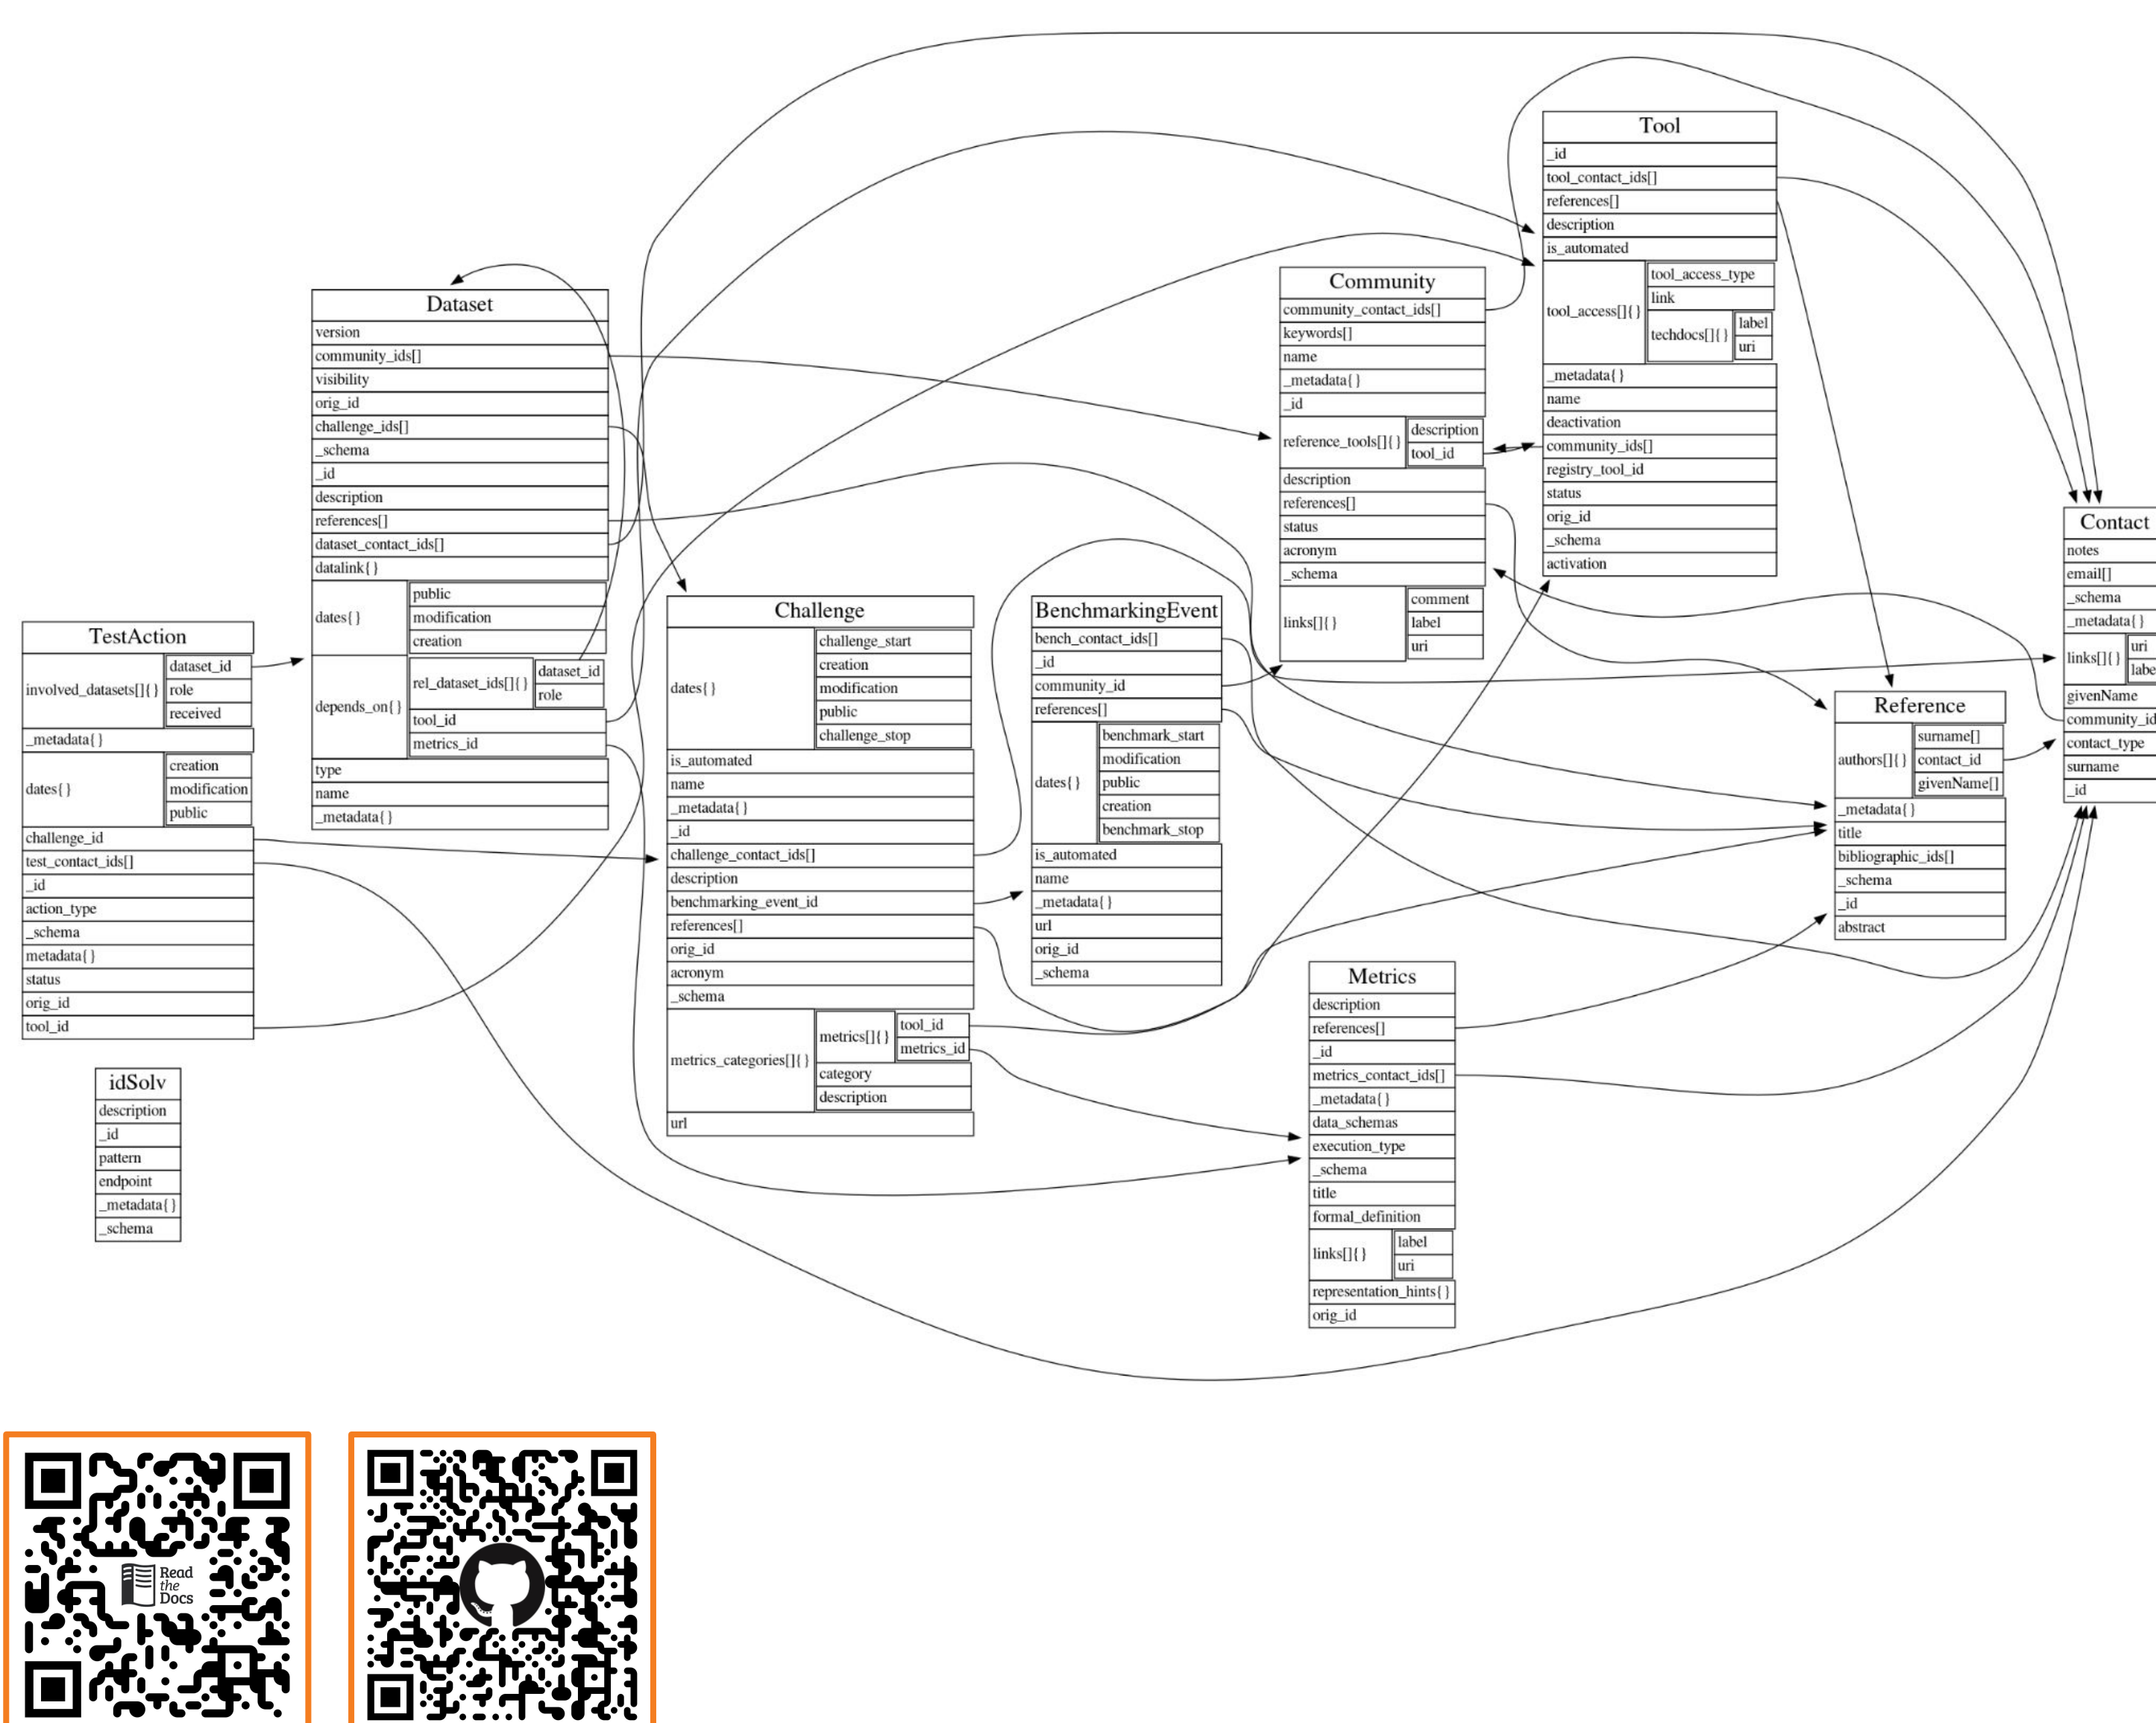 Tool
_id
tool_contact_ids[]
references[]
description
is_automated
tool_access[]{}
tool_access_type
link
techdocs[]{}
label
uri
_metadata{}
name
deactivation
community_ids[]
registry_tool_id
status
orig_id
_schema
activation
Community
community_contact_ids[]
keywords[]
name
_metadata{}
_id
reference_tools[]{}
description
tool_id
description
references[]
status
acronym
_schema
links[]{}
comment
label
uri
Dataset
version
community_ids[]
visibility
orig_id
challenge_ids[]
_schema
_id
description
references[]
dataset_contact_ids[]
datalink{}
dates{}
public
modification
creation
depends_on{}
rel_dataset_ids[]{}
dataset_id
role
tool_id
metrics_id
type
name
_metadata{}
Contact
notes
email[]
_schema
_metadata{}
links[]{}
uri
labe
givenName
community_id
contact_type
surname
_id
TestAction
involved_datasets[]{}
dataset_id
role
received
_metadata{}
dates{}
creation
modification
public
challenge_id
test_contact_ids[]
_id
action_type
_schema
metadata{}
status
orig_id
tool_id
Challenge
dates{}
challenge_start
creation
modification
public
challenge_stop
is_automated
name
_metadata{}
_id
challenge_contact_ids[]
description
benchmarking_event_id
references[]
orig_id
acronym
_schema
metrics_categories[]{}
metrics[]{}
tool_id
metrics_id
category
description
url
BenchmarkingEvent
bench_contact_ids[]
_id
community_id
references[]
dates{}
benchmark_start
modification
public
creation
benchmark_stop
is_automated
name
_metadata{}
url
orig_id
_schema
Reference
authors[]{}
surname[]
contact_id
givenName[]
_metadata{}
title
bibliographic_ids[]
_schema
_id
abstract
Metrics
description
references[]
_id
metrics_contact_ids[]
_metadata{}
data_schemas
execution_type
_schema
title
formal_definition
links[]{}
label
uri
representation_hints{}
orig_id
idSolv
description
_id
pattern
endpoint
_metadata{}
_schema
Read
the
Docs